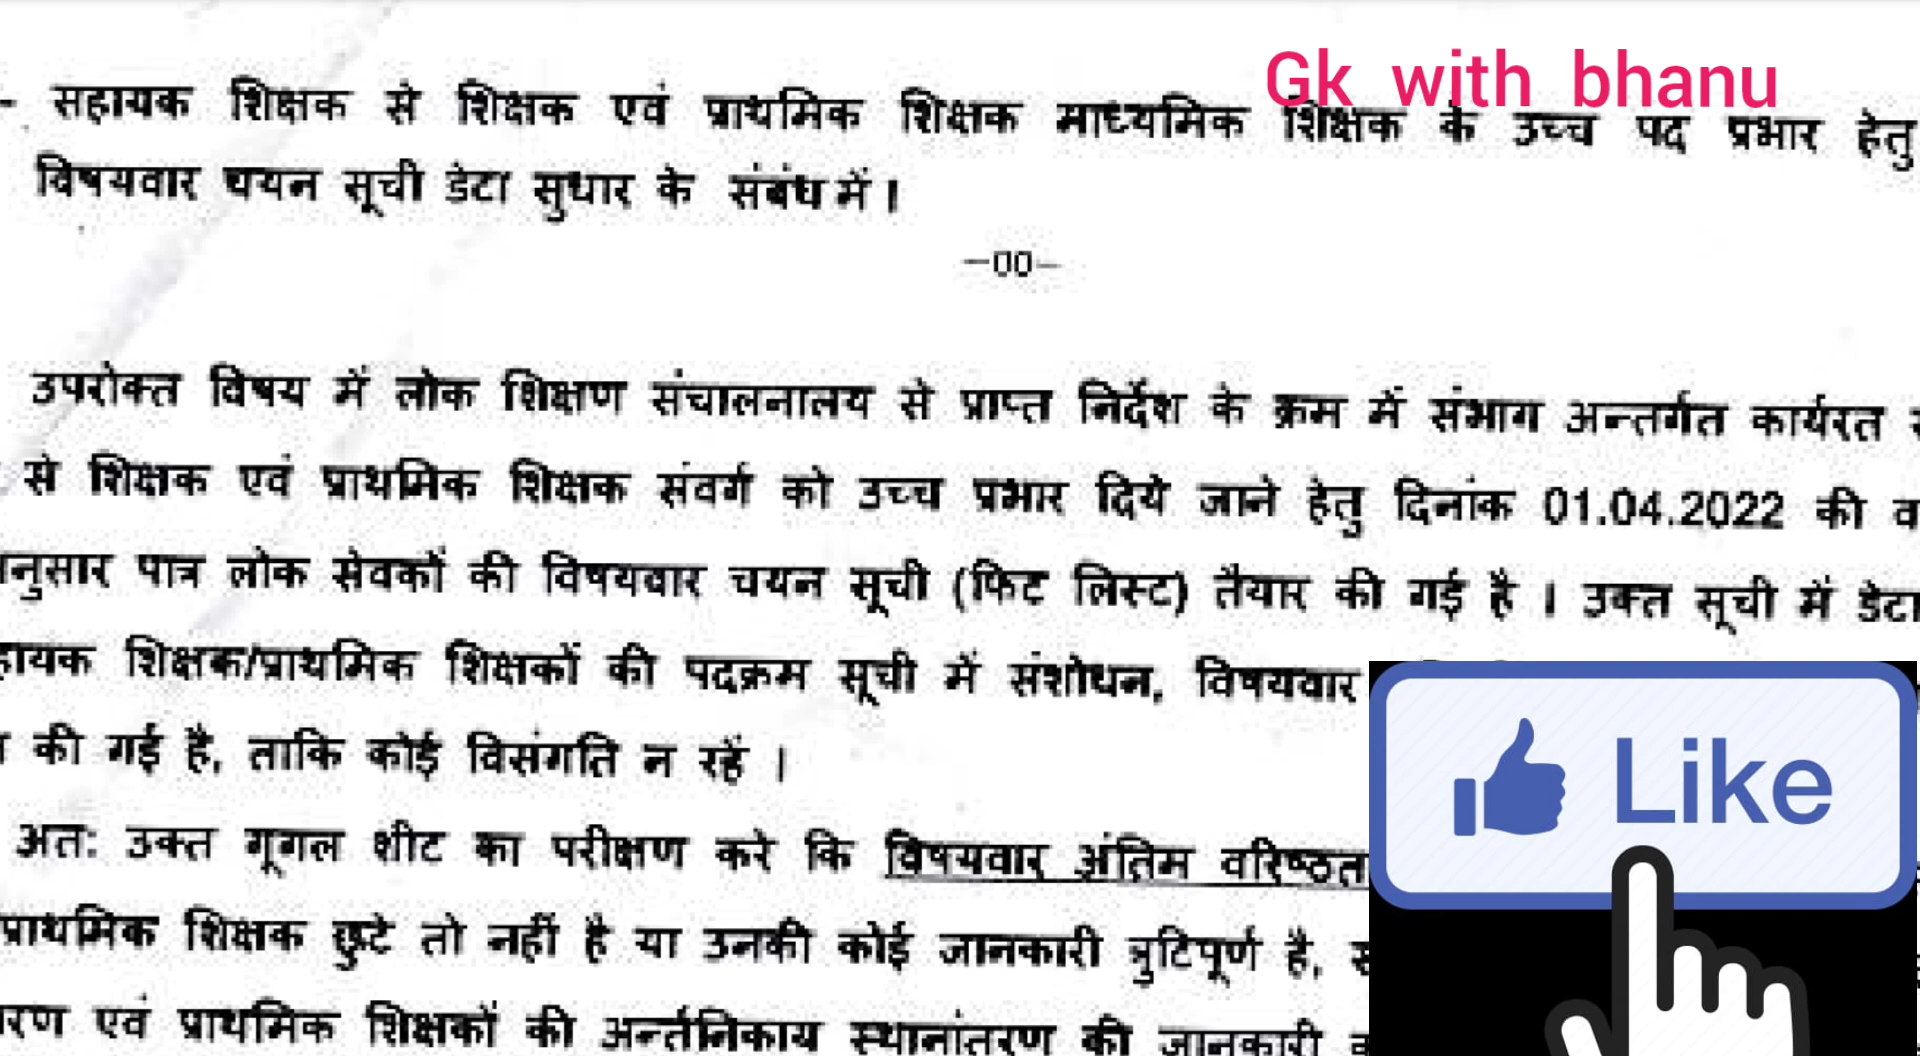 Gk with bhanu
- सहायक शिक्षक से शिक्षक एवं प्राथमिक शिक्षक माध्यमिक शिक्षक के उच्च पद प्रभार हेतु
विषयवार चयन सूची डेटा सुधार के संबंध में ।
–00–
उपरोक्त विषय में लोक शिक्षण संचालनालय से प्राप्त निर्देश के क्रम में संभाग अन्तर्गत कार्यरत
से शिक्षक एवं प्राथमिक शिक्षक संवर्ग को उच्च प्रभार दिये जाने हेतु दिनांक 01.04.2022 की
नुसार पात्र लोक सेवकों की विषयवार चयन सूची (फिट लिस्ट) तैयार की गई है । उक्त सूची में डेटा
हायक शिक्षक/प्राथमिक शिक्षकों की पदक्रम सूची में संशोधन, विषयवार
की गई है, ताकि कोई विसंगति न रहें ।
अतः उक्त गूगल शीट का परीक्षण करे कि विषयवार अंतिम वरिष्ठता
प्राथमिक शिक्षक छुटे तो नहीं है या उनकी कोई जानकारी त्रुटिपूर्ण है,
रण एवं प्राथमिक शिक्षकों की अर्न्तनिकाय स्थानांतरण की जानकारी
Like